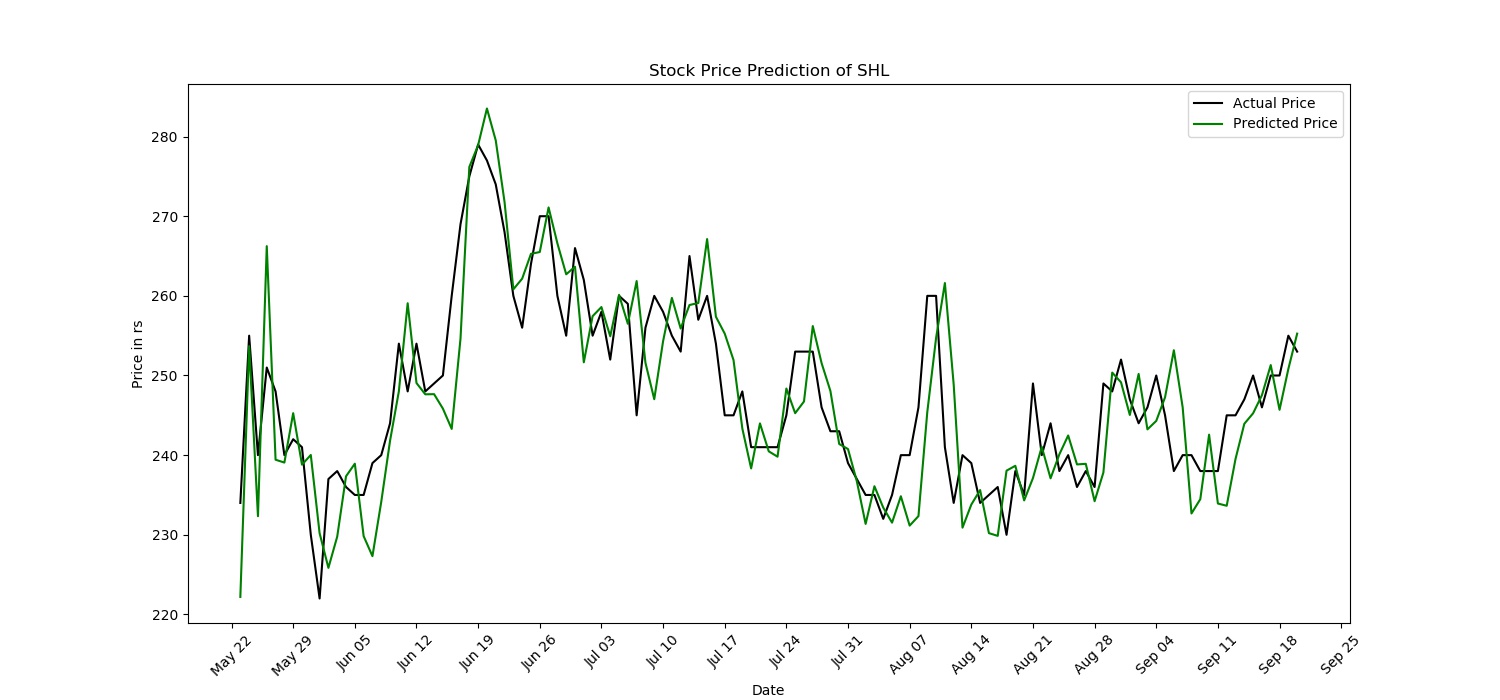 Stock Price Prediction of SHL
Actual Price
Predicted Price
280
270
260
250
240
230
220
Price in rs
May 22
May 29
Jun 05
Jun 12
Jun 19
Jun 26
Jul 03
Jul 10
Jul 17
Jul 24
Jul 31
Aug 07
Aug 14
Aug 21
Aug 28
Sep 04
Sep 11
Sep 18
Sep 25
Date